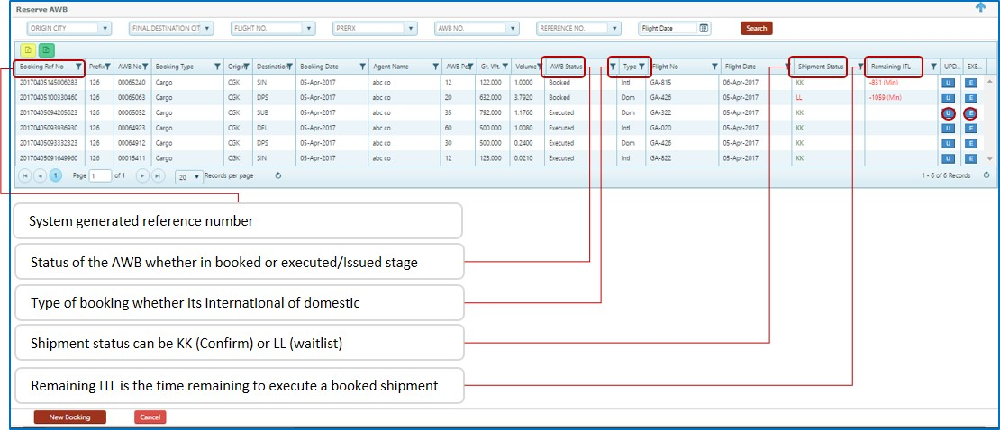 Reserve AWB
ORIGIN CITY FINAL DESTINATION CIT FLIGHT NO. PREFIX AWB NO. REFERENCE NO. Flight Date Search
Booking Ref No Prefix AWB No Booking Type Origin Destination Booking Date Agent Name AWB Pcs Gr. Wt. Volume AWB Status Type Flight No Flight Date Shipment Status Remaining ITL UPD... EXE...
20170405145006283 126 00065240 Cargo CGK SIN 05-Apr-2017 abc co 12 122.000 1.0000 Booked Intl GA-815 06-Apr-2017 KK -831 (Min) U E
20170405100330460 126 00065063 Cargo CGK DPS 05-Apr-2017 abc co 20 632.000 3.7920 Booked Dom GA-426 05-Apr-2017 LL -1059 (Min) U E
20170405094205623 126 00065052 Cargo CGK SUB 05-Apr-2017 abc co 35 792.000 1.1760 Executed Dom GA-322 05-Apr-2017 KK U E
20170405093936930 126 00064923 Cargo CGK DEL 05-Apr-2017 abc co 60 500.000 1.0080 Executed Intl GA-020 05-Apr-2017 KK U E
20170405093332323 126 00064912 Cargo CGK DPS 05-Apr-2017 abc co 30 500.000 0.2400 Executed Dom GA-426 05-Apr-2017 KK U E
20170405091649960 126 00015411 Cargo CGK SIN 05-Apr-2017 abc co 12 123.000 0.0210 Executed Intl GA-822 05-Apr-2017 KK U E
1 Page 1 of 1 20 Records per page 1 - 6 of 6 Records
System generated reference number
Status of the AWB whether in booked or executed/Issued stage
Type of booking whether its international of domestic
Shipment status can be KK (Confirm) or LL (waitlist)
Remaining ITL is the time remaining to execute a booked shipment
New Booking Cancel